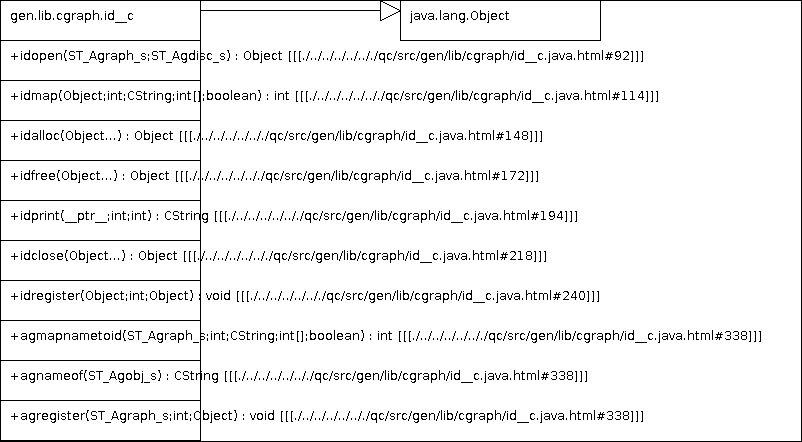 gen.lib.cgraph.id__c
java.lang.Object
+idopen(ST_Agraph_s;ST_Agdisc_s) : Object [[[./../../../../../../qc/src/gen/lib/cgraph/id__c.java.html#92]]]
+idmap(Object;int;CString;int[];boolean) : int [[[./../../../../../../qc/src/gen/lib/cgraph/id__c.java.html#114]]]
+idalloc(Object...) : Object [[[./../../../../../../qc/src/gen/lib/cgraph/id__c.java.html#148]]]
+idfree(Object...) : Object [[[./../../../../../../qc/src/gen/lib/cgraph/id__c.java.html#172]]]
+idprint(__ptr__;int;int) : CString [[[./../../../../../../qc/src/gen/lib/cgraph/id__c.java.html#194]]]
+idclose(Object...) : Object [[[./../../../../../../qc/src/gen/lib/cgraph/id__c.java.html#218]]]
+idregister(Object;int;Object) : void [[[./../../../../../../qc/src/gen/lib/cgraph/id__c.java.html#240]]]
+agmapnametoid(ST_Agraph_s;int;CString;int[];boolean) : int [[[./../../../../../../qc/src/gen/lib/cgraph/id__c.java.html#338]]]
+agnameof(ST_Agobj_s) : CString [[[./../../../../../../qc/src/gen/lib/cgraph/id__c.java.html#338]]]
+agregister(ST_Agraph_s;int;Object) : void [[[./../../../../../../qc/src/gen/lib/cgraph/id__c.java.html#338]]]